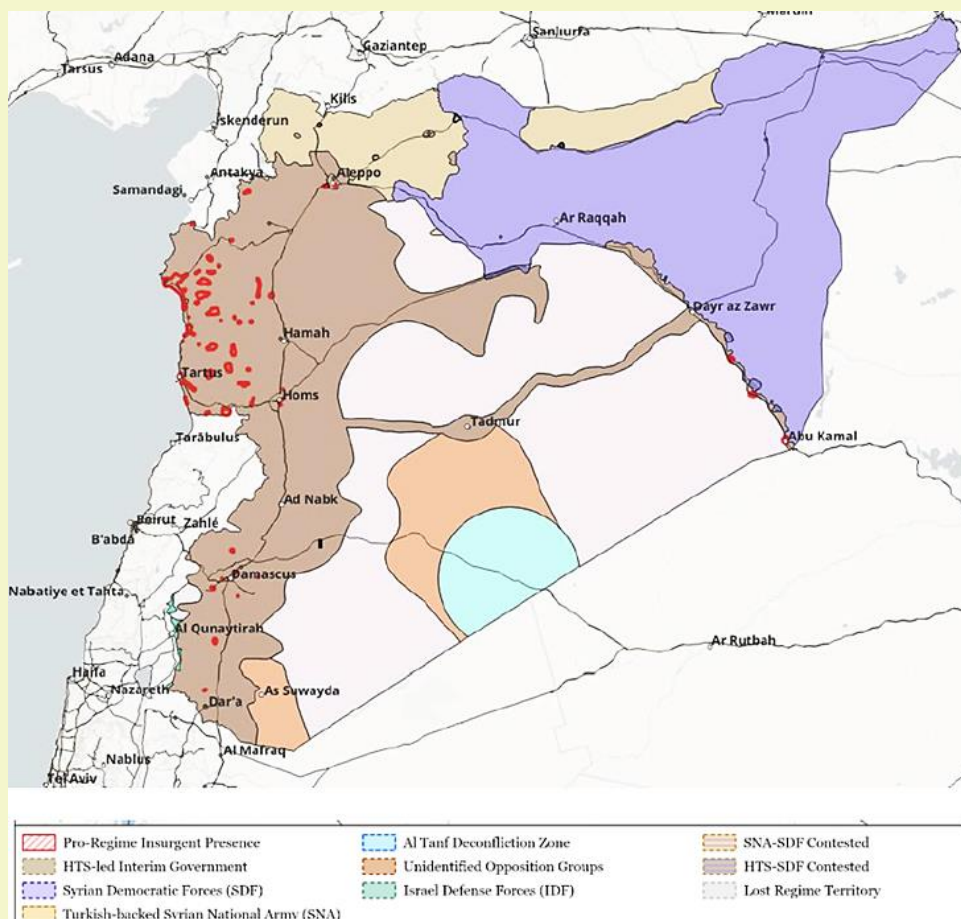 Adana
Tarsus
Gaziantep
Sanliurfa
Kilis
Iskenderun
Antakya
Aleppo
Samandagi
Ar Raqqah
Dayr az Zawr
Hamah
Tartus
Homs
Tadmur
Abu Kamal
Tarābulus
Ad Nabk
Beirut
Zahlé
B'abda
Damascus
Nabatiye et Tahta
Al Qunaytirah
Ar Rutbah
Haifa
Nazareth
As Suwayda
Dar'a
Al Mafraq
Nablus
Tel Aviv
Pro-Regime Insurgent Presence
HTS-led Interim Government
Syrian Democratic Forces (SDF)
Turkish-backed Syrian National Army (SNA)
Al Tanf Deconfliction Zone
Unidentified Opposition Groups
Israel Defense Forces (IDF)
SNA-SDF Contested
HTS-SDF Contested
Lost Regime Territory